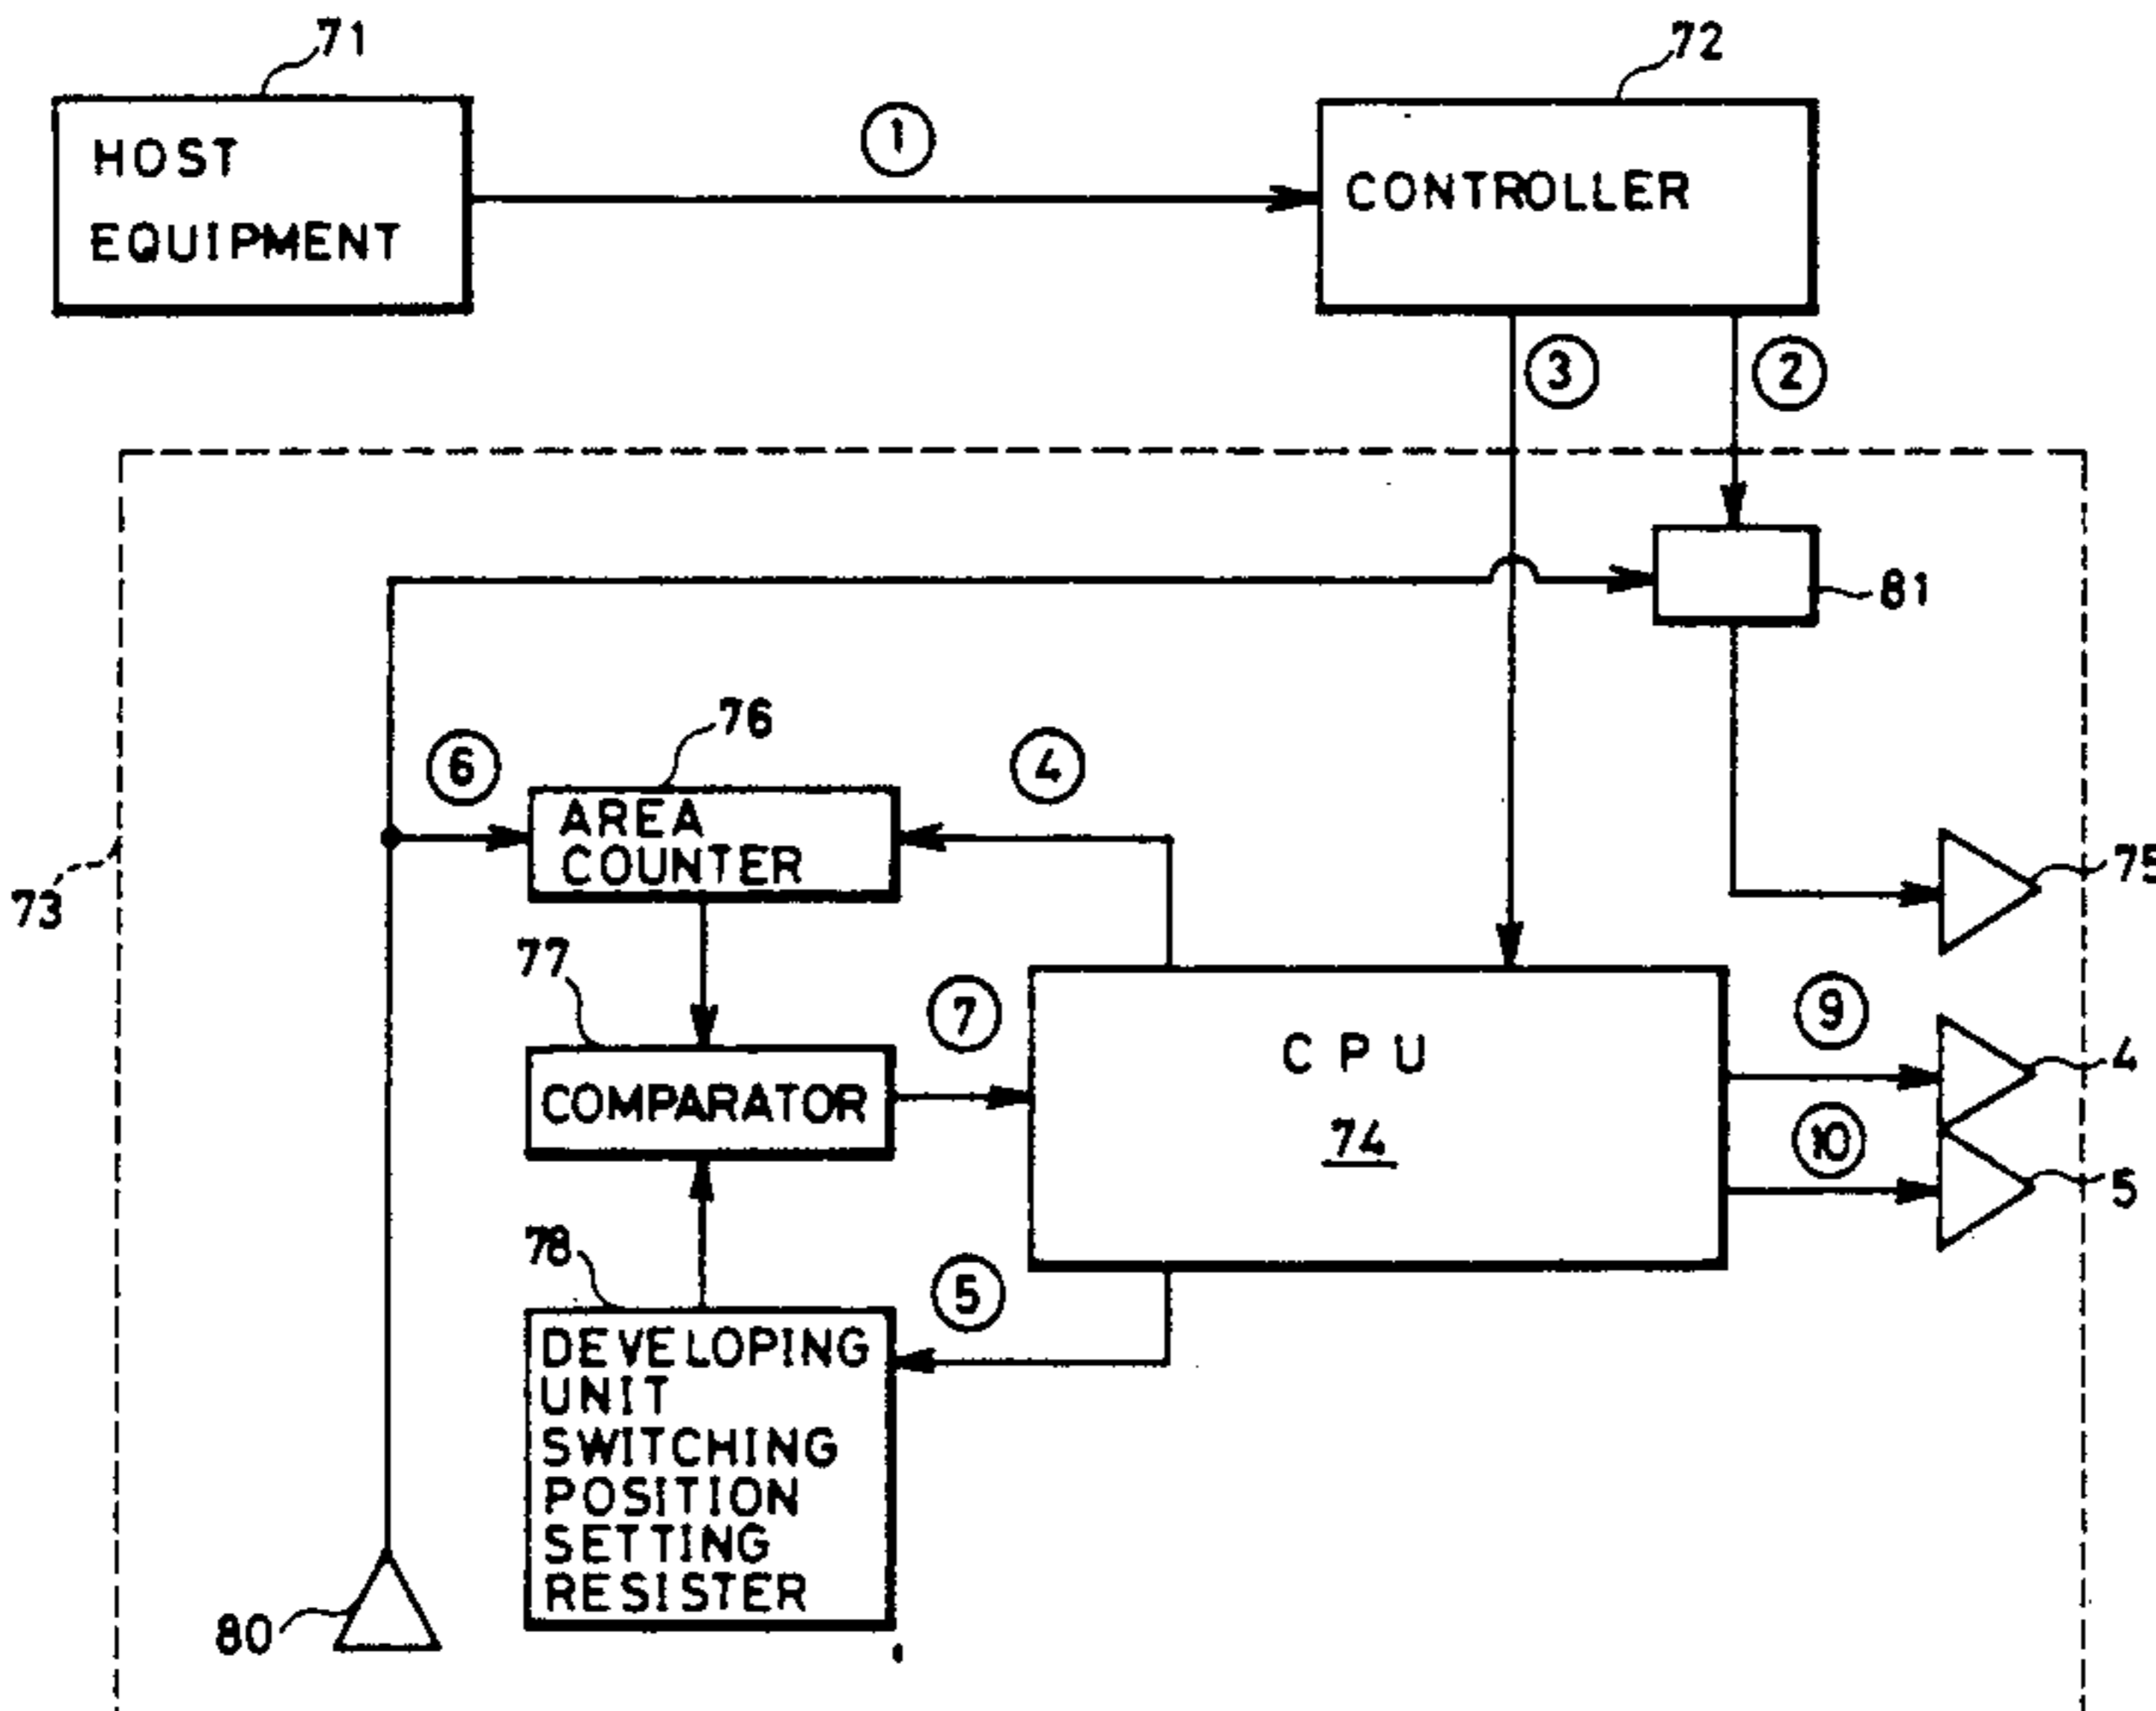 71
72
HOST
EQUIPMENT
1
CONTROLLER
3
2
81
76
6
4
AREA
COUNTER
73
75
77
7
9
CPU
74
4
COMPARATOR
10
5
78
5
DEVELOPING
UNIT
SWITCHING
POSITION
SETTING
RESISTER
80